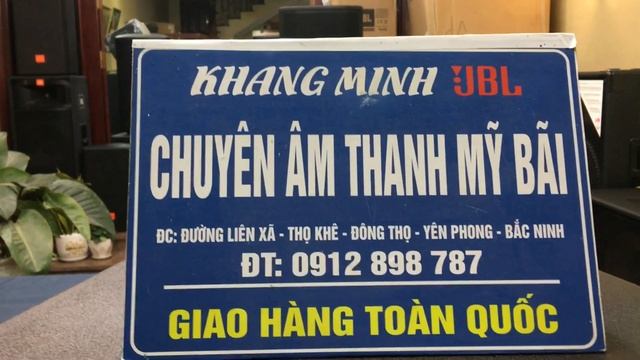 KHANG MINH JBL
CHUYÊN ÂM THANH MỸ BÃI
ĐC: ĐƯỜNG LIÊN XÃ - THỌ KHÊ - ĐÔNG THỌ - YÊN PHONG - BẮC NINH
ĐT: 0912 898 787
GIAO HÀNG TOÀN QUỐC